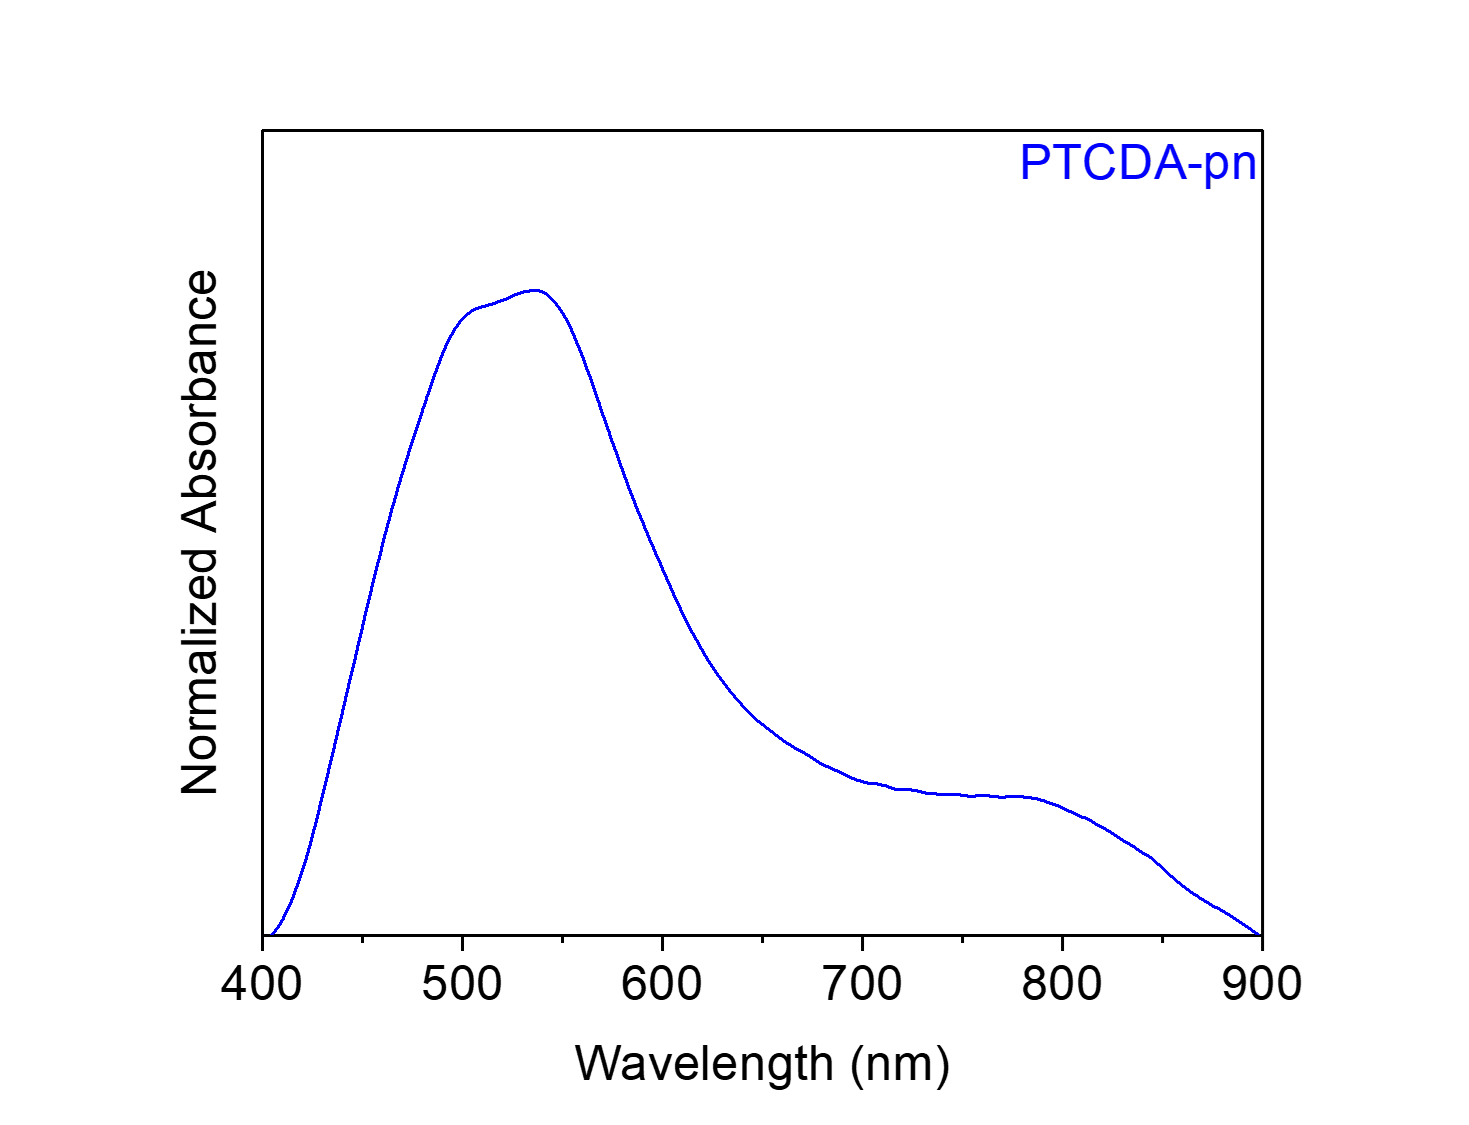 PTCDA-pn
Normalized Absorbance
400 500 600 700 800 900
Wavelength (nm)